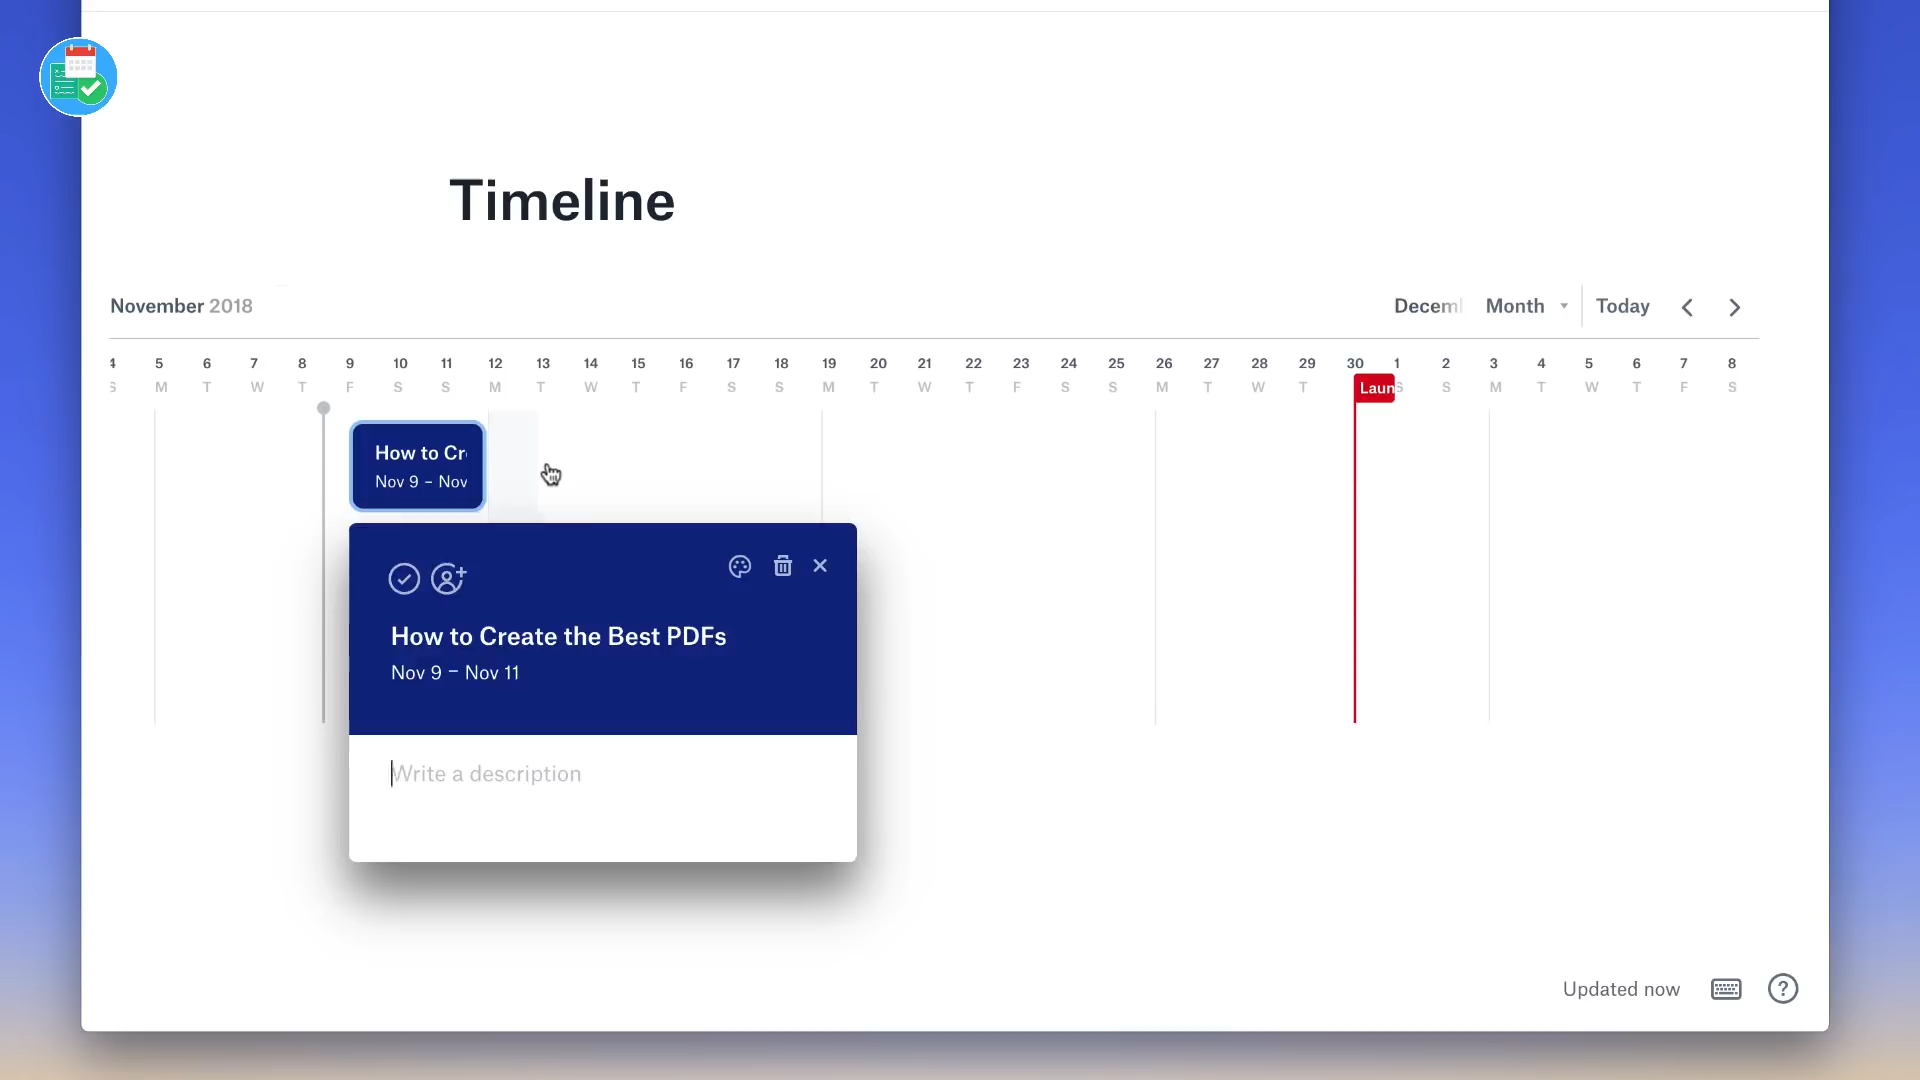 Timeline
November 2018
Decem Month Today
4 5 6 7 8 9 10 11 12 13 14 15 16 17 18 19 20 21 22 23 24 25 26 27 28 29 30 1 2 3 4 5 6 7 8
S M T W T F S S M T W T F S S M T W T F S S M T W T F S S M T W T F S
Laun
How to Cr
Nov 9 – Nov
How to Create the Best PDFs
Nov 9 – Nov 11
Write a description
Updated now